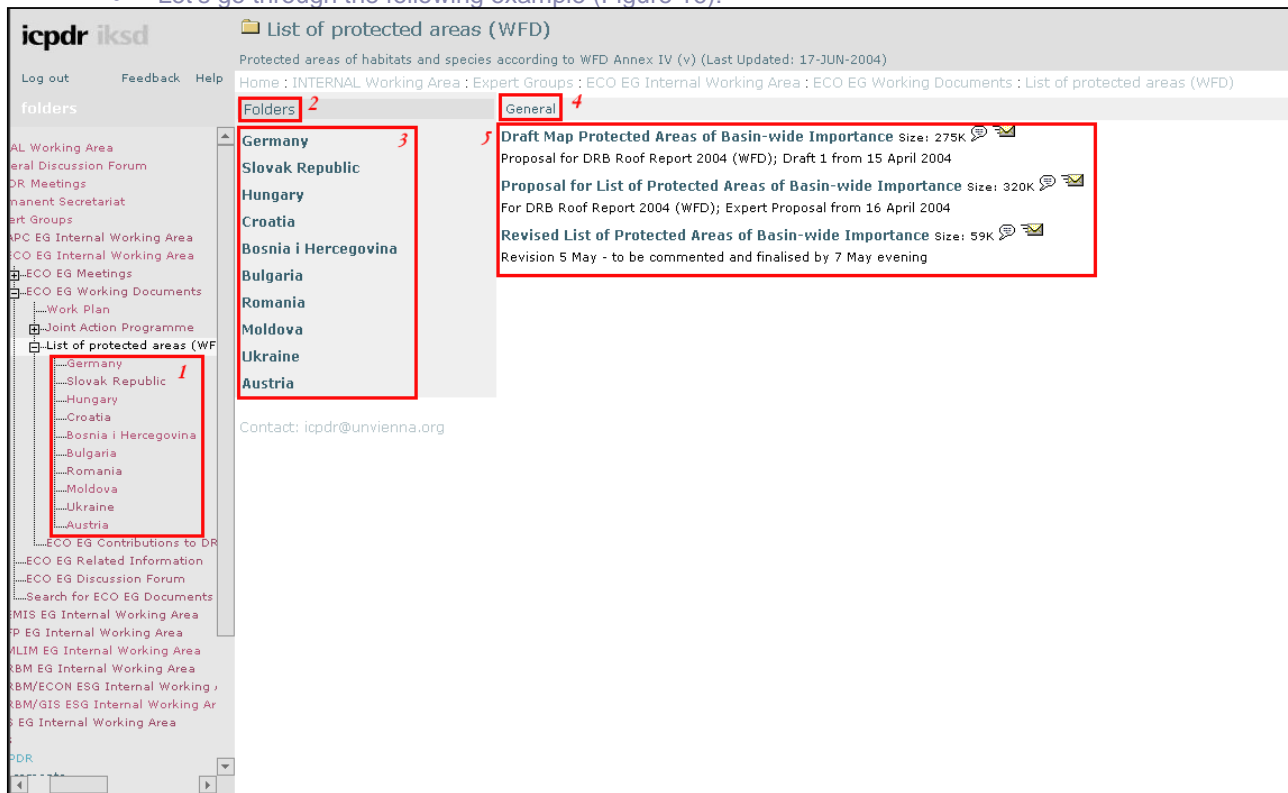 Let's go through the following example (Figure 18).
icpdr iksd
Log out Feedback Help
folders
AL Working Area
eral Discussion Forum
DR Meetings
manent Secretariat
ert Groups
APC EG Internal Working Area
ECO EG Internal Working Area
ECO EG Meetings
ECO EG Working Documents
Work Plan
Joint Action Programme
List of protected areas (WF
Germany
1
Slovak Republic
Hungary
Croatia
Bosnia i Hercegovina
Bulgaria
Romania
Moldova
Ukraine
Austria
ECO EG Contributions to DR
ECO EG Related Information
ECO EG Discussion Forum
Search for ECO EG Documents
EMIS EG Internal Working Area
FP EG Internal Working Area
MLIM EG Internal Working Area
RBM EG Internal Working Area
RBM/ECON ESG Internal Working
RBM/GIS ESG Internal Working Ar
S EG Internal Working Area
PDR
List of protected areas (WFD)
Protected areas of habitats and species according to WFD Annex IV (v) (Last Updated: 17-JUN-2004)
Home : INTERNAL Working Area : Expert Groups : ECO EG Internal Working Area : ECO EG Working Documents : List of protected areas (WFD)
Folders 2
Germany 3
Slovak Republic
Hungary
Croatia
Bosnia i Hercegovina
Bulgaria
Romania
Moldova
Ukraine
Austria
Contact: icpdr@unvienna.org
General 4
5 Draft Map Protected Areas of Basin-wide Importance Size: 275K
Proposal for DRB Roof Report 2004 (WFD); Draft 1 from 15 April 2004
Proposal for List of Protected Areas of Basin-wide Importance Size: 320K
For DRB Roof Report 2004 (WFD); Expert Proposal from 16 April 2004
Revised List of Protected Areas of Basin-wide Importance Size: 59K
Revision 5 May - to be commented and finalised by 7 May evening